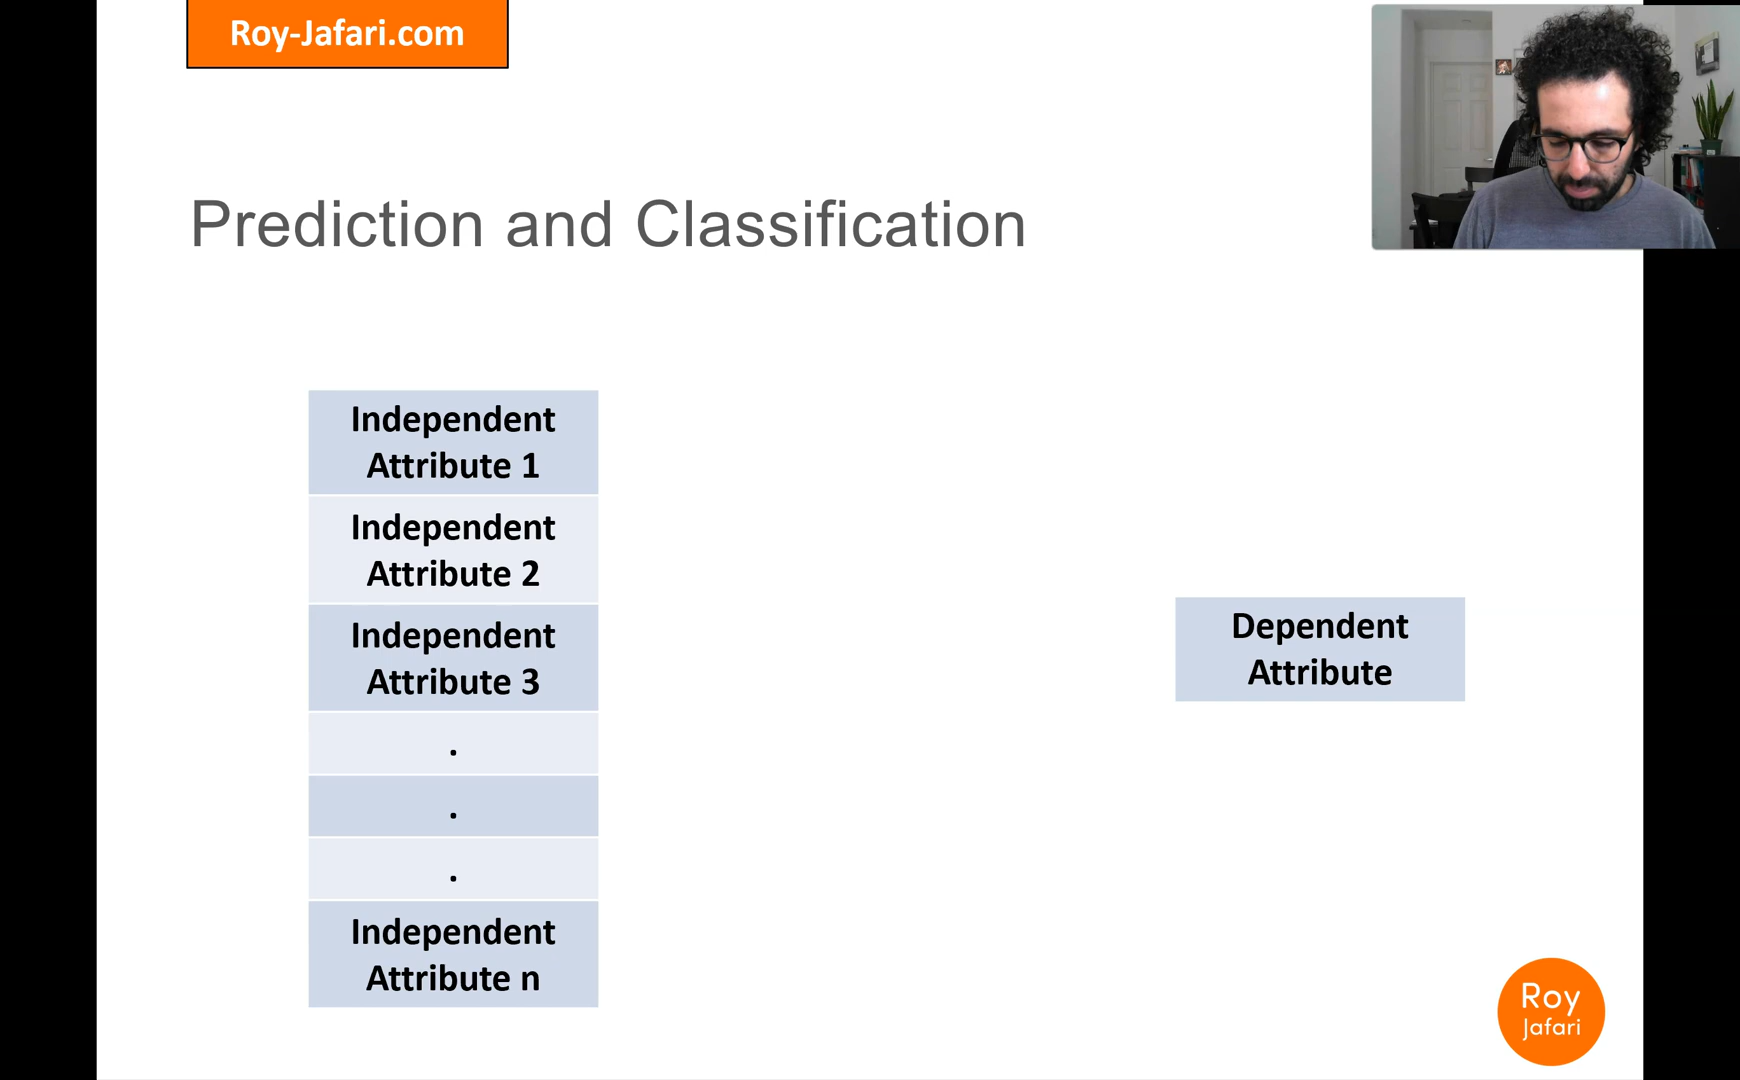 Roy-Jafari.com
Prediction and Classification
Independent
Attribute 1
Independent
Attribute 2
Independent
Attribute 3
.
.
.
Independent
Attribute n
Dependent
Attribute
Roy
Jafari